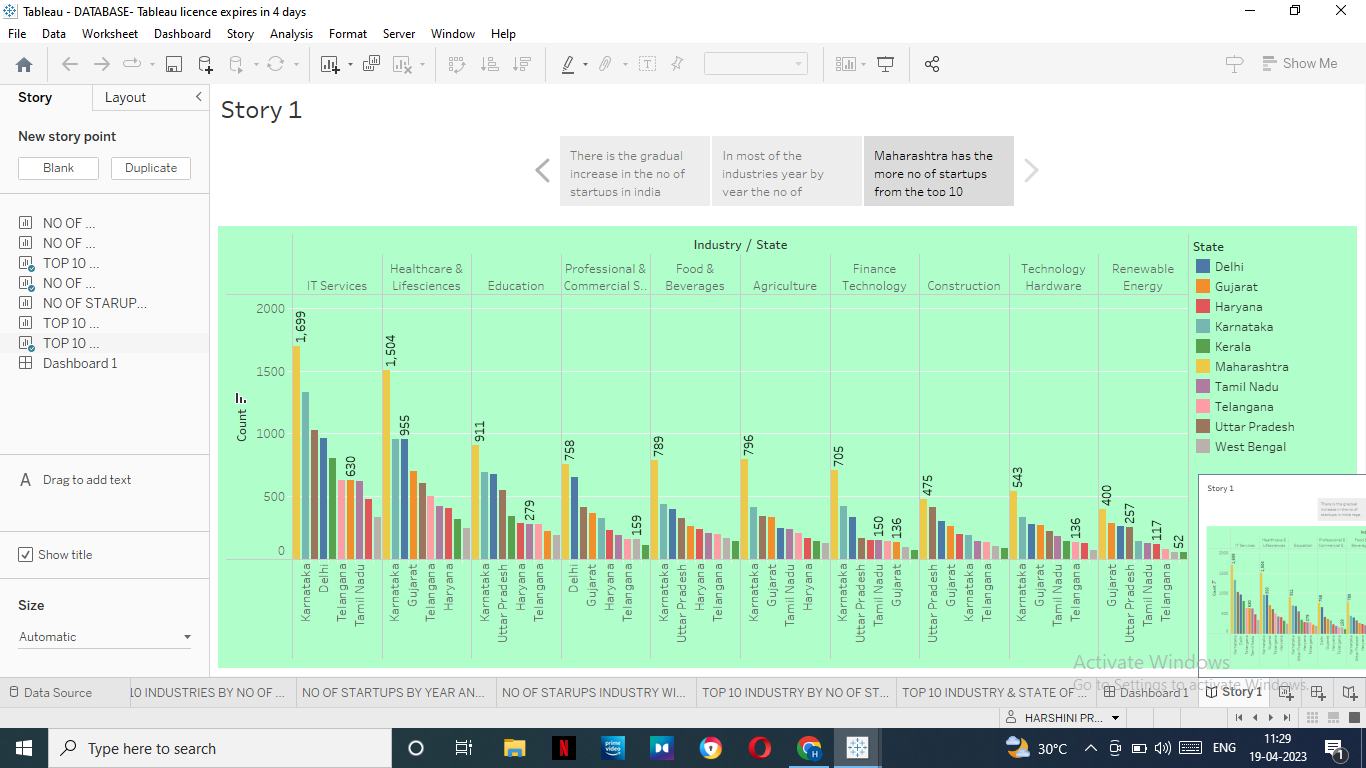 Tableau - DATABASE- Tableau licence expires in 4 days
File Data Worksheet Dashboard Story Analysis Format Server Window Help
Show Me
Story Layout
New story point
Blank Duplicate
NO OF ...
NO OF ...
TOP 10 ...
NO OF ...
NO OF STARUP...
TOP 10 ...
TOP 10 ...
Dashboard 1
A Drag to add text
Show title
Size
Automatic
Story 1
There is the gradual
increase in the no of
startups in india
In most of the
industries year by
year the no of
Maharashtra has the
more no of startups
from the top 10
Industry / State
IT Services
Healthcare &
Lifesciences
Education
Professional &
Commercial S..
Food &
Beverages
Agriculture
Finance
Technology
Construction
Technology
Hardware
Renewable
Energy
Count
2000
1500
1000
500
0
1,699
630
1,504
955
911
279
758
159
789
796
705
150
136
475
543
136
400
257
117
52
Karnataka
Delhi
Telangana
Tamil Nadu
Karnataka
Gujarat
Telangana
Haryana
Karnataka
Uttar Pradesh
Haryana
Telangana
Delhi
Gujarat
Haryana
Telangana
Karnataka
Uttar Pradesh
Haryana
Telangana
Karnataka
Gujarat
Tamil Nadu
Haryana
Karnataka
Uttar Pradesh
Tamil Nadu
Gujarat
Uttar Pradesh
Gujarat
Karnataka
Telangana
Karnataka
Gujarat
Tamil Nadu
Telangana
Gujarat
Uttar Pradesh
Tamil Nadu
Telangana
State
Delhi
Gujarat
Haryana
Karnataka
Kerala
Maharashtra
Tamil Nadu
Telangana
Uttar Pradesh
West Bengal
Story 1
Activate Windows
Go to Settings to activate Windows.
Data Source
10 INDUSTRIES BY NO OF ...
NO OF STARTUPS BY YEAR AN...
NO OF STARUPS INDUSTRY WI...
TOP 10 INDUSTRY BY NO OF ST...
TOP 10 INDUSTRY & STATE OF ...
Dashboard 1
Story 1
HARSHINI PR...
Type here to search
prime video
H
30°C
ENG
11:29
19-04-2023
1